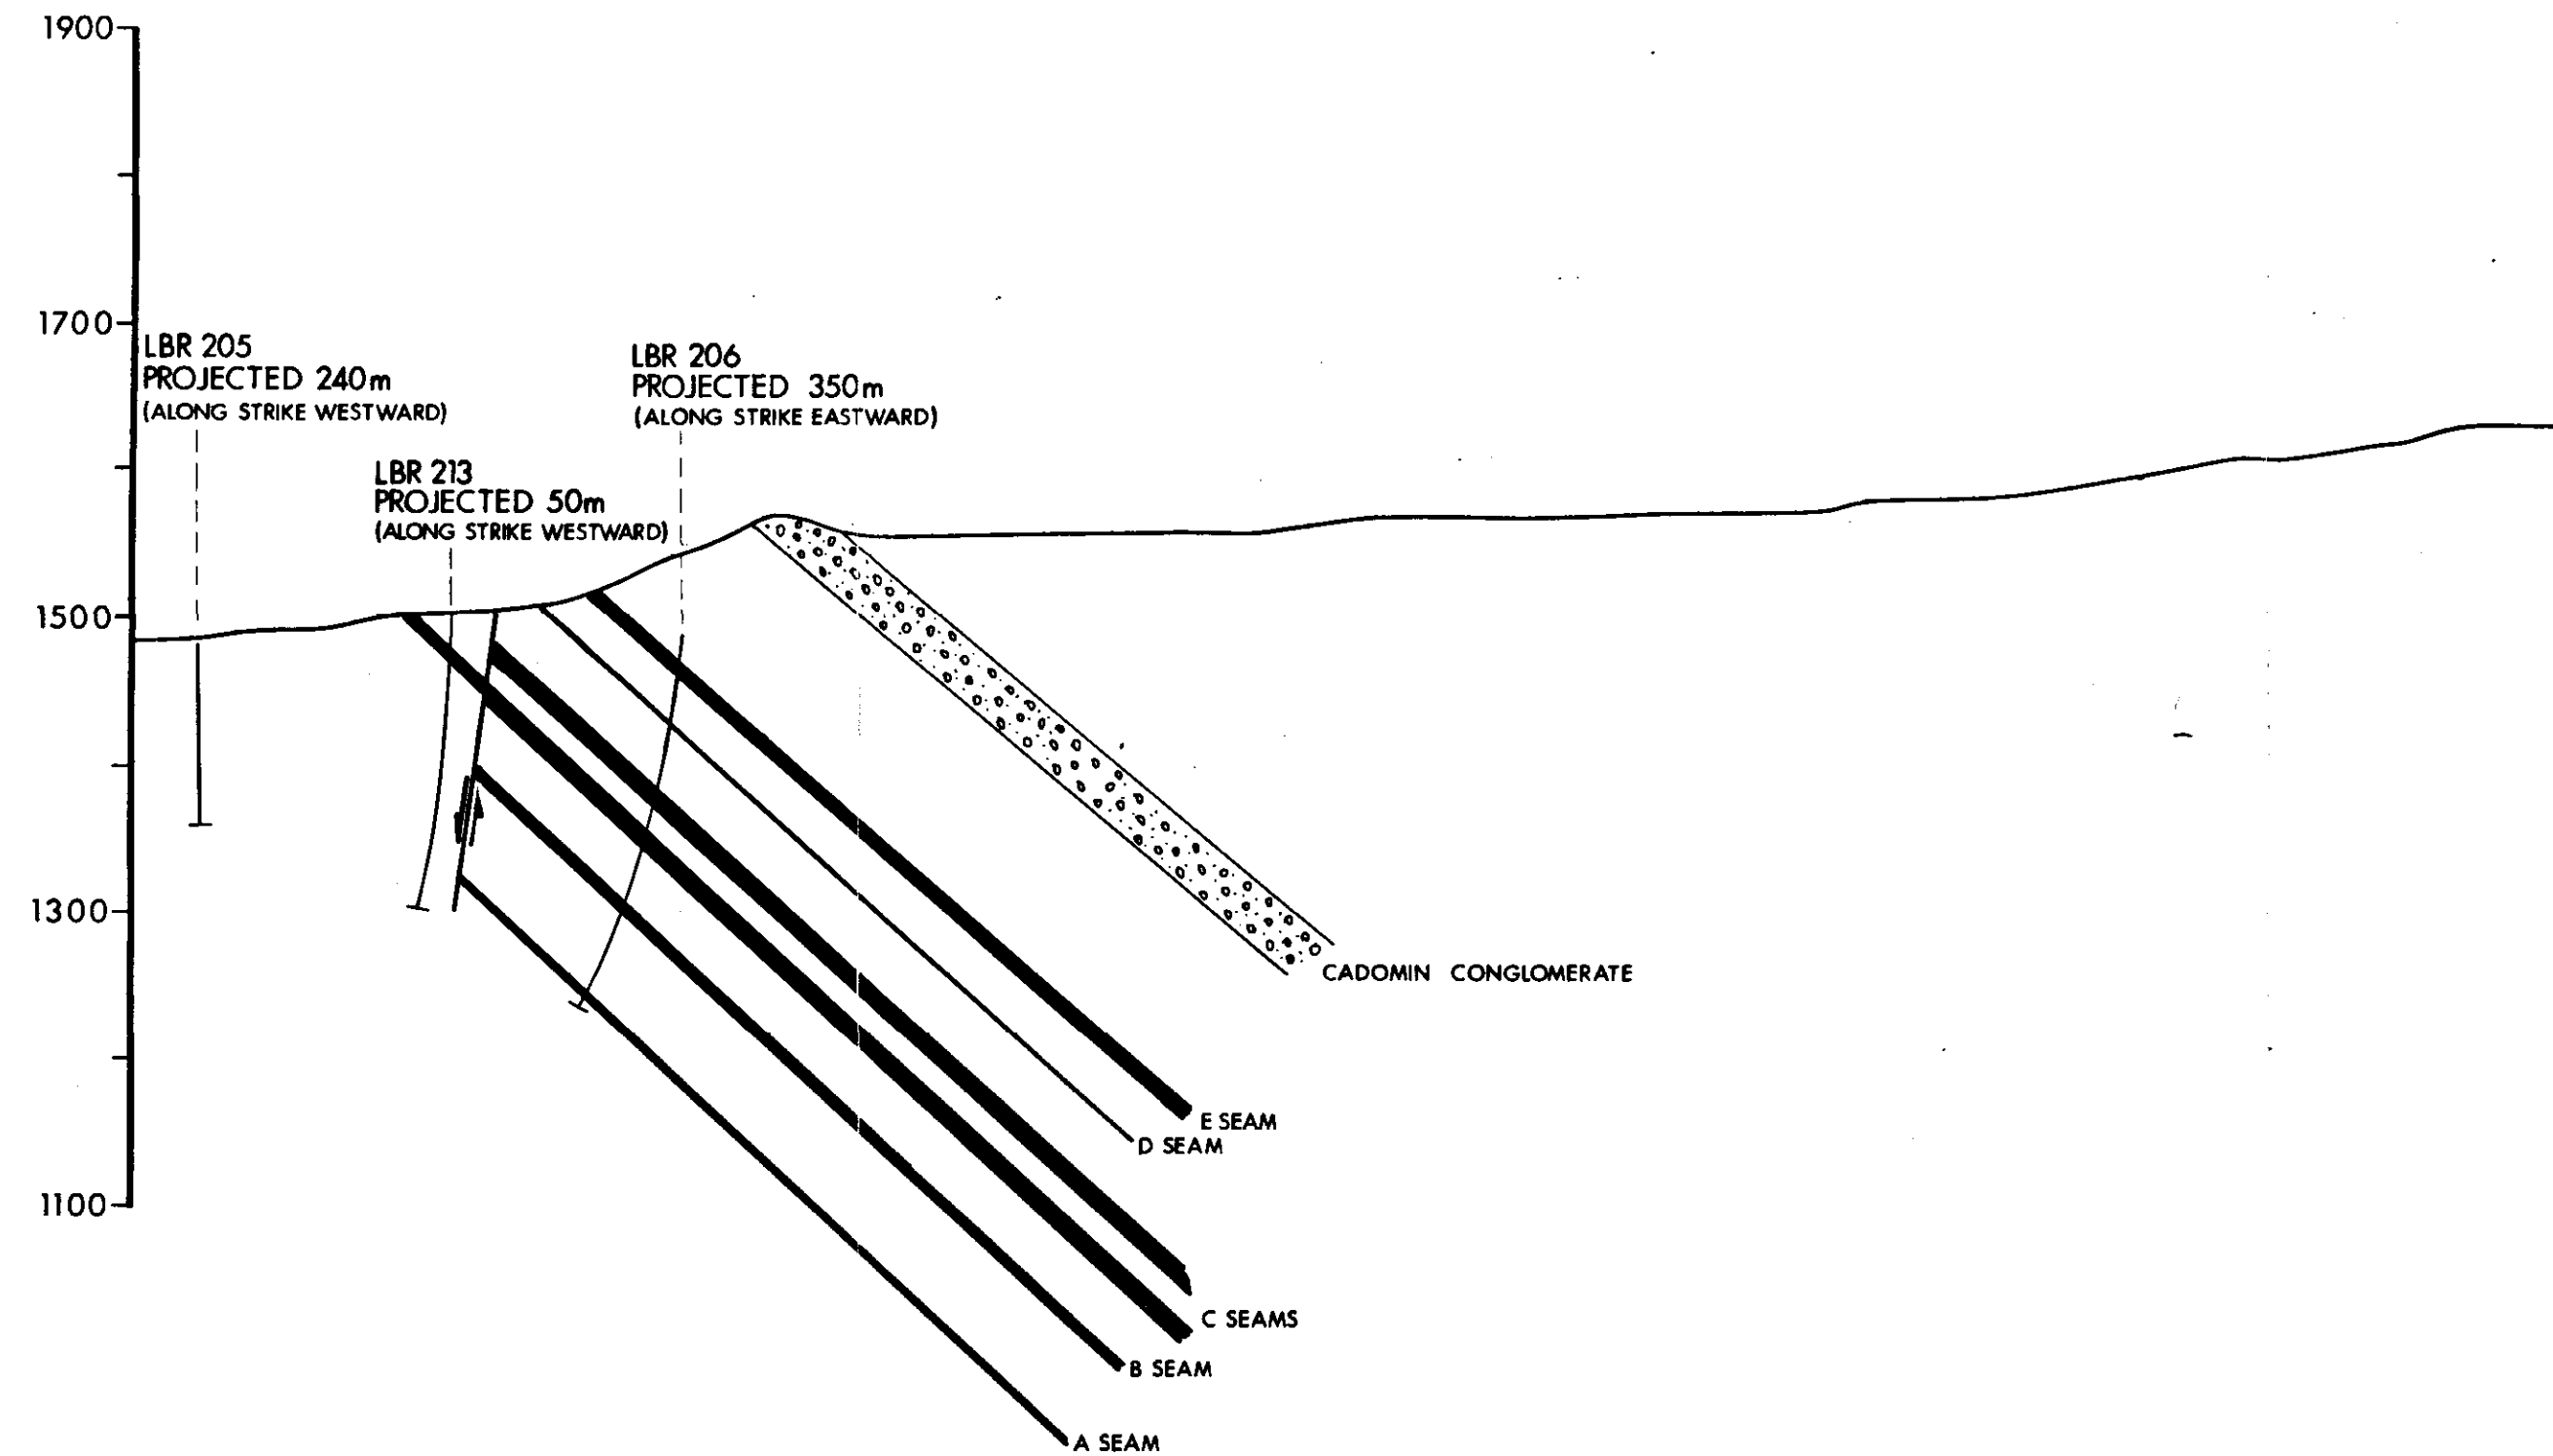 1900
1700
LBR 205
PROJECTED 240m
(ALONG STRIKE WESTWARD)
LBR 206
PROJECTED 350m
(ALONG STRIKE EASTWARD)
LBR 213
PROJECTED 50m
(ALONG STRIKE WESTWARD)
1500
1300
CADOMIN CONGLOMERATE
E SEAM
D SEAM
1100
C SEAMS
B SEAM
A SEAM